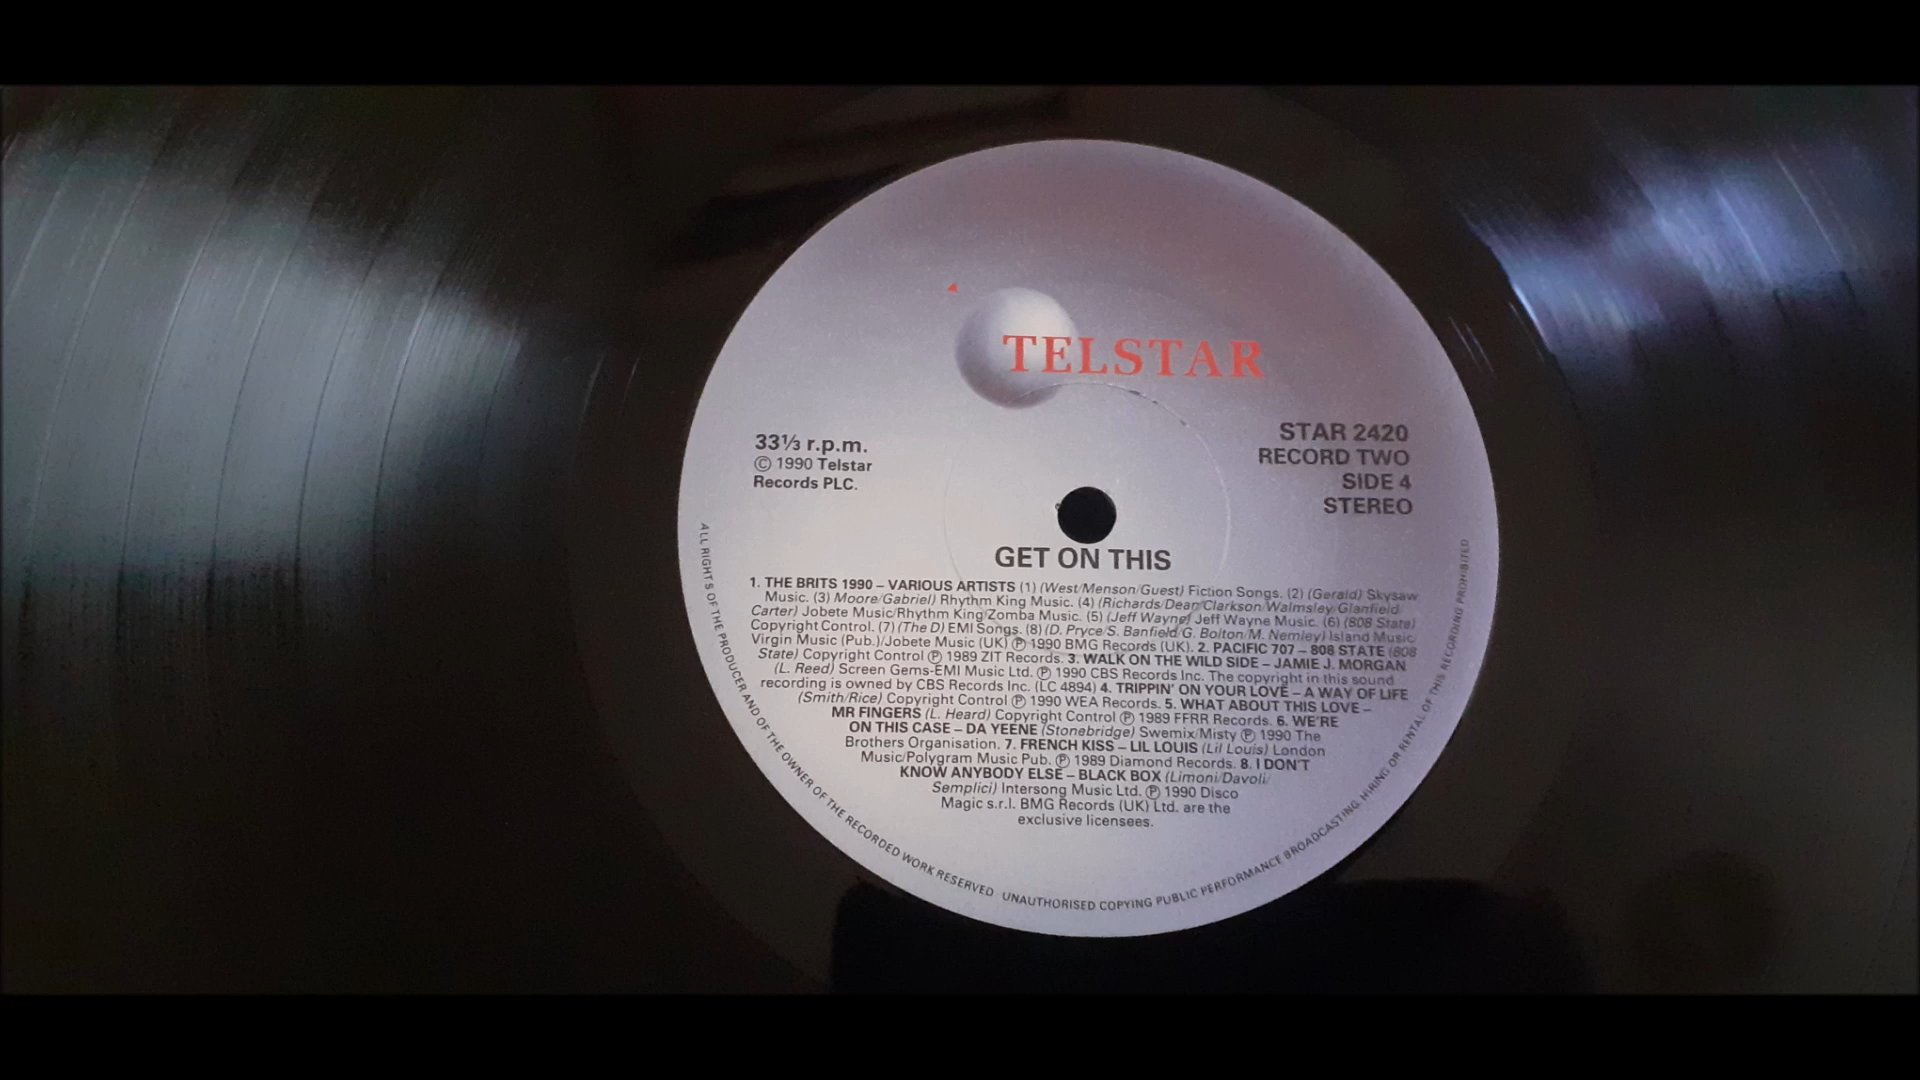 TELSTAR
33⅓ r.p.m.
© 1990 Telstar
Records PLC.
STAR 2420
RECORD TWO
SIDE 4
STEREO
GET ON THIS
1. THE BRITS 1990 – VARIOUS ARTISTS (1) (West/Menson/Guest) Fiction Songs. (2) (Gerald) Skysaw
Music. (3) Moore/Gabriel) Rhythm King Music. (4) (Richards/Dean/Clarkson/Walmsley/Glanfield/
Carter) Jobete Music/Rhythm King/Zomba Music. (5) (Jeff Wayne) Jeff Wayne Music. (6) (808 State)
Copyright Control. (7) (The D) EMI Songs. (8) (D. Pryce/S. Banfield/G. Bolton/M. Nemley) Island Music/
Virgin Music (Pub.)/Jobete Music (UK) Ⓟ 1990 BMG Records (UK). 2. PACIFIC 707 – 808 STATE (808
State) Copyright Control Ⓟ 1989 ZIT Records. 3. WALK ON THE WILD SIDE – JAMIE J. MORGAN
(L. Reed) Screen Gems-EMI Music Ltd. Ⓟ 1990 CBS Records Inc. The copyright in this sound
recording is owned by CBS Records Inc. (LC 4894) 4. TRIPPIN' ON YOUR LOVE – A WAY OF LIFE
(Smith/Rice) Copyright Control Ⓟ 1990 WEA Records. 5. WHAT ABOUT THIS LOVE –
MR FINGERS (L. Heard) Copyright Control Ⓟ 1989 FFRR Records. 6. WE'RE
ON THIS CASE – DA YEENE (Stonebridge) Swemix/Misty Ⓟ 1990 The
Brothers Organisation. 7. FRENCH KISS – LIL LOUIS (Lil Louis) London
Music/Polygram Music Pub. Ⓟ 1989 Diamond Records. 8. I DON'T
KNOW ANYBODY ELSE – BLACK BOX (Limoni/Davoli/
Semplici) Intersong Music Ltd. Ⓟ 1990 Disco
Magic s.r.l. BMG Records (UK) Ltd. are the
exclusive licensees.
ALL RIGHTS OF THE PRODUCER AND OF THE OWNER OF THE RECORDED WORK RESERVED UNAUTHORISED COPYING PUBLIC PERFORMANCE BROADCASTING, HIRING OR RENTAL OF THIS RECORDING PROHIBITED